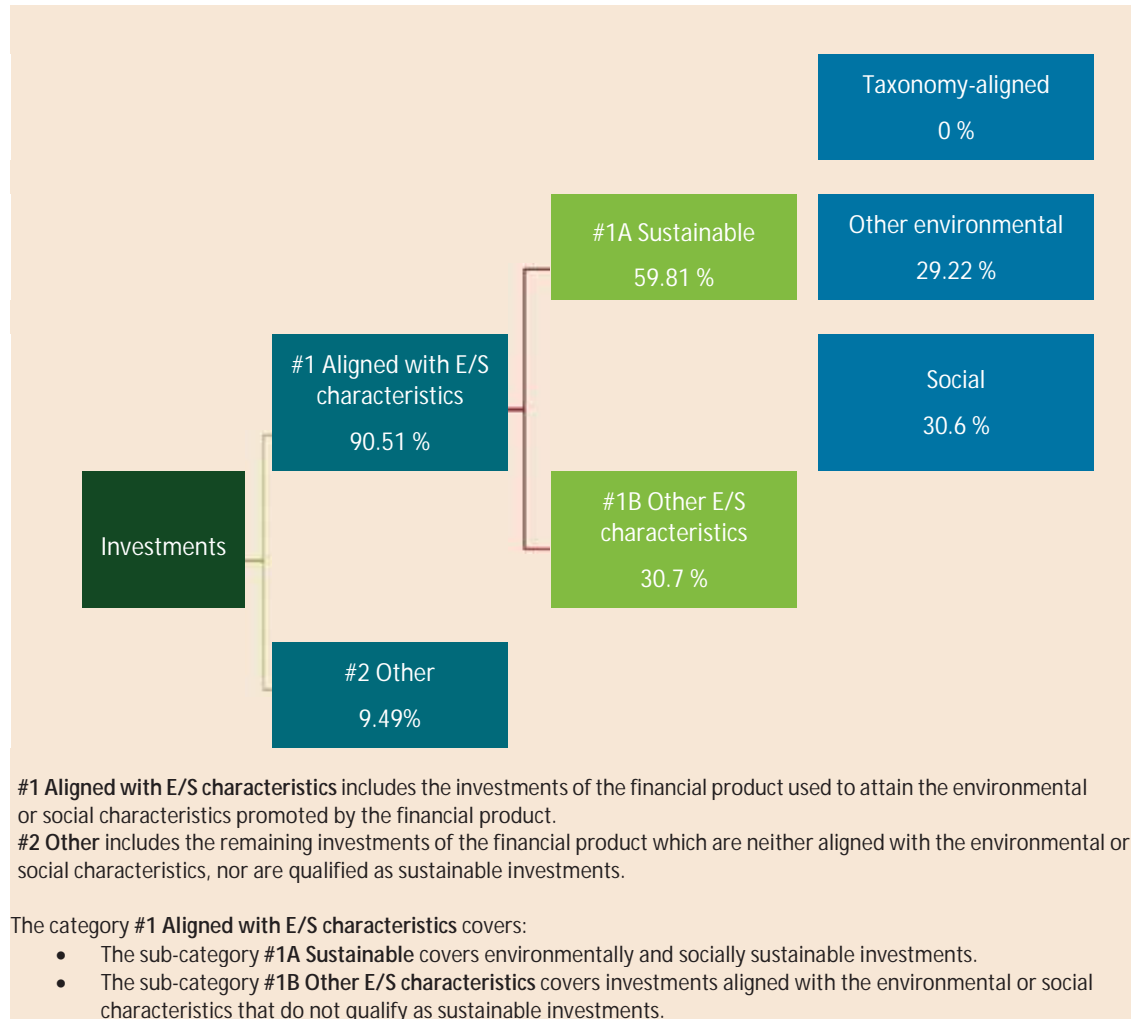 Taxonomy-aligned
0 %
#1A Sustainable
59.81 %
Other environmental
29.22 %
#1 Aligned with E/S
characteristics
90.51 %
Social
30.6 %
Investments
#1B Other E/S
characteristics
30.7 %
#2 Other
9.49%
#1 Aligned with E/S characteristics includes the investments of the financial product used to attain the environmental
or social characteristics promoted by the financial product.
#2 Other includes the remaining investments of the financial product which are neither aligned with the environmental or
social characteristics, nor are qualified as sustainable investments.
The category #1 Aligned with E/S characteristics covers:
• The sub-category #1A Sustainable covers environmentally and socially sustainable investments.
• The sub-category #1B Other E/S characteristics covers investments aligned with the environmental or social
characteristics that do not qualify as sustainable investments.